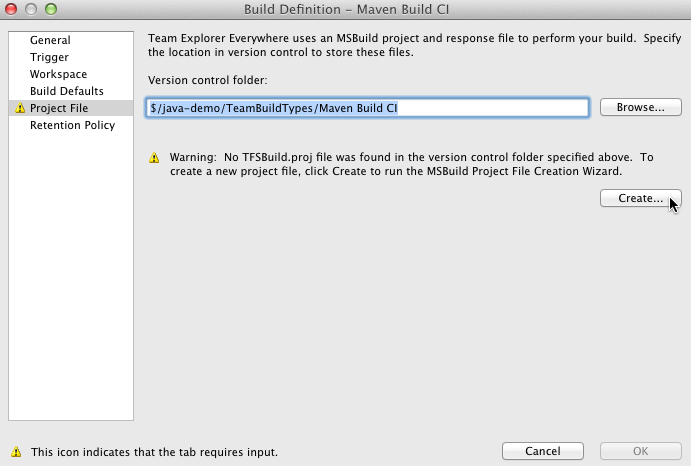 Build Definition – Maven Build CI
General
Trigger
Workspace
Build Defaults
Project File
Retention Policy
Team Explorer Everywhere uses an MSBuild project and response file to perform your build.  Specify
the location in version control to store these files.
Version control folder:
$/java-demo/TeamBuildTypes/Maven Build CI
Browse...
Warning:  No TFSBuild.proj file was found in the version control folder specified above.  To
create a new project file, click Create to run the MSBuild Project File Creation Wizard.
Create...
This icon indicates that the tab requires input.
Cancel
OK